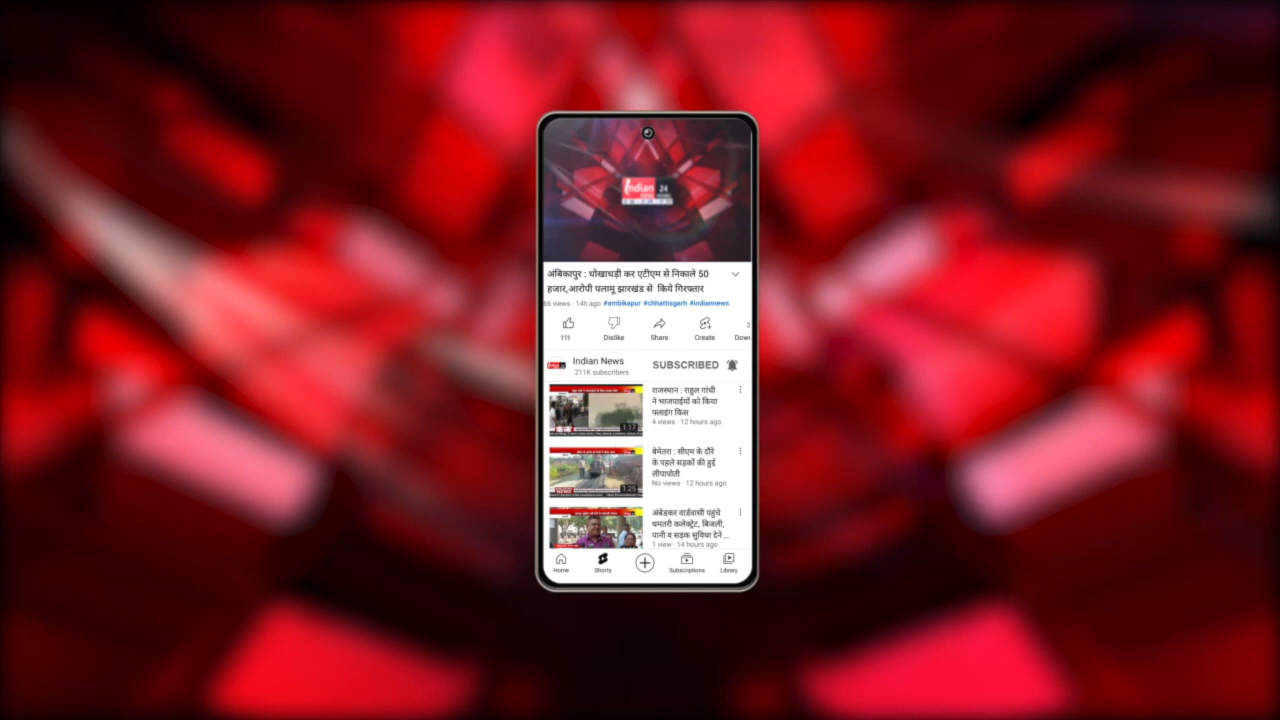 Indian 24
अंबिकापुर : धोखाधड़ी कर एटीएम से निकाले 50
हजार,आरोपी पलामू झारखंड से किये गिरफ्तार
66 views · 14h ago #ambikapur #chhattisgarh #indiannews
111 Dislike Share Create Down
Indian News
211K subscribers
SUBSCRIBED
राजस्थान : राहुल गांधी
ने भाजपाईयों को किया
फ्लाइंग किस
4 views · 12 hours ago
1:17
बेमेतरा : सीएम के दौरे
के पहले सड़कों की हुई
लीपापोती
No views · 12 hours ago
1:25
अंबेडकर वार्डवासी पहुंचे
धमतरी कलेक्ट्रेट, बिजली,
पानी व सड़क सुविधा देने ...
1 view · 14 hours ago
Home Shorts Subscriptions Library